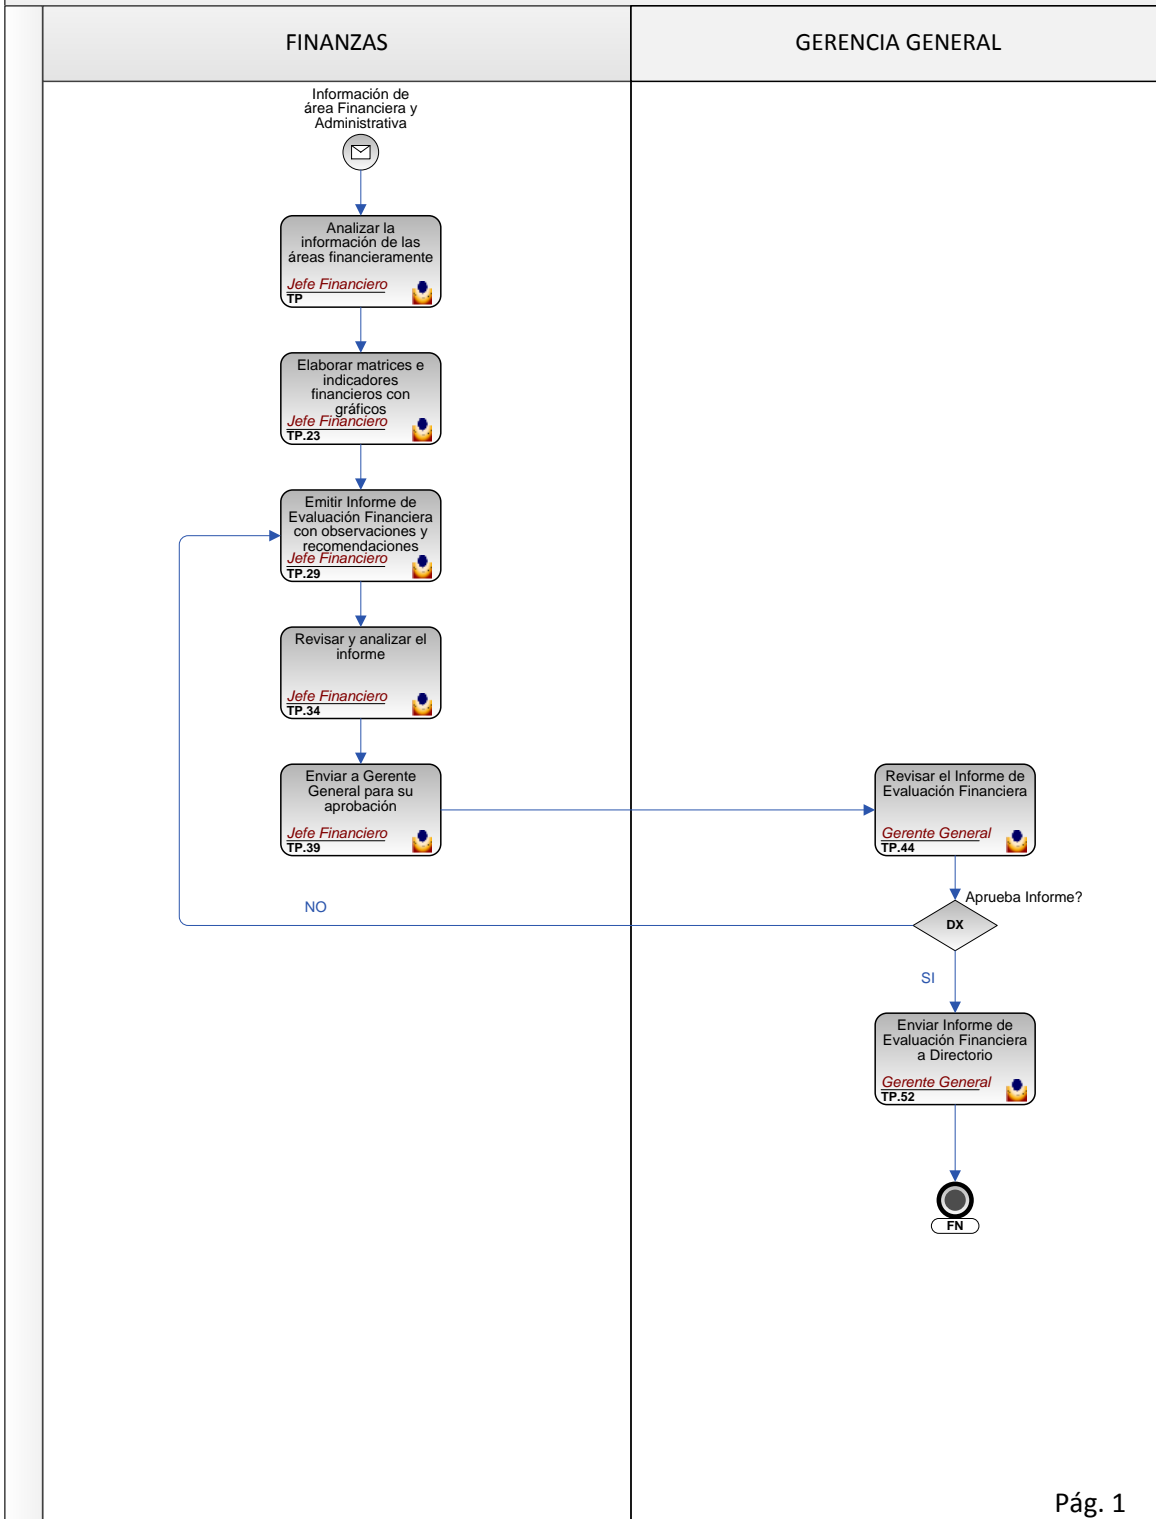 FINANZAS
GERENCIA GENERAL
Información de
área Financiera y
Administrativa
Analizar la
información de las
áreas financieramente
Jefe Financiero
TP
Elaborar matrices e
indicadores
financieros con
gráficos
Jefe Financiero
TP.23
Emitir Informe de
Evaluación Financiera
con observaciones y
recomendaciones
Jefe Financiero
TP.29
Revisar y analizar el
informe
Jefe Financiero
TP.34
Enviar a Gerente
General para su
aprobación
Jefe Financiero
TP.39
Revisar el Informe de
Evaluación Financiera
Gerente General
TP.44
Aprueba Informe?
DX
NO
SI
Enviar Informe de
Evaluación Financiera
a Directorio
Gerente General
TP.52
FN
Pág. 1